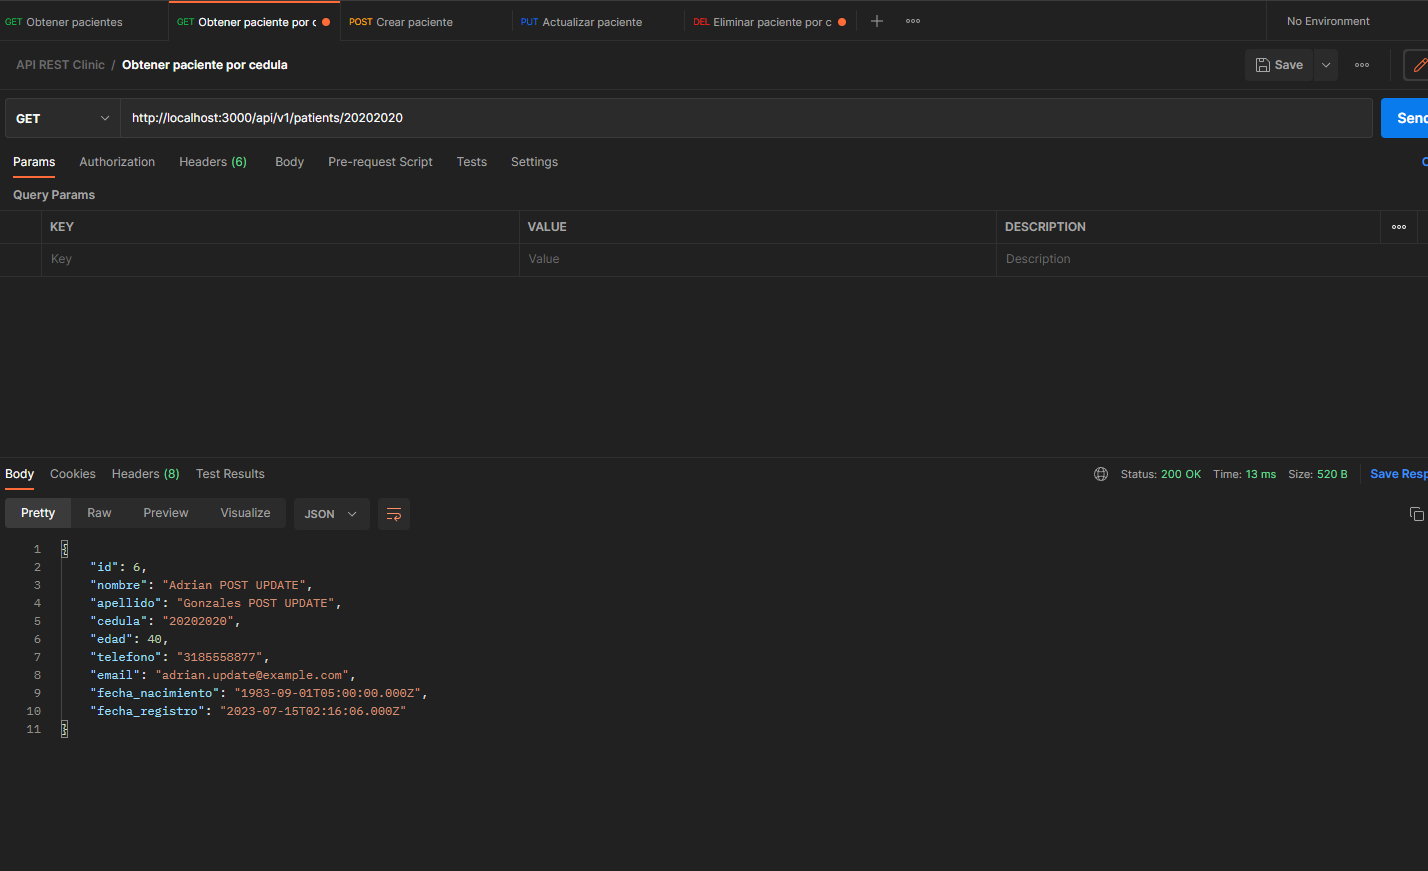 GET Obtener pacientes
GET Obtener paciente por c
POST Crear paciente
PUT Actualizar paciente
DEL Eliminar paciente por c
No Environment
API REST Clinic / Obtener paciente por cedula
Save
GET
http://localhost:3000/api/v1/patients/20202020
Send
Params Authorization Headers (6) Body Pre-request Script Tests Settings
Query Params
KEY VALUE DESCRIPTION
Key Value Description
Body Cookies Headers (8) Test Results
Status: 200 OK Time: 13 ms Size: 520 B Save Resp
Pretty Raw Preview Visualize JSON
1 {
2 "id": 6,
3 "nombre": "Adrian POST UPDATE",
4 "apellido": "Gonzales POST UPDATE",
5 "cedula": "20202020",
6 "edad": 40,
7 "telefono": "3185558877",
8 "email": "adrian.update@example.com",
9 "fecha_nacimiento": "1983-09-01T05:00:00.000Z",
10 "fecha_registro": "2023-07-15T02:16:06.000Z"
11 }